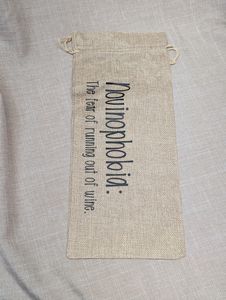 Novinophobia:
The fear of running out of wine.